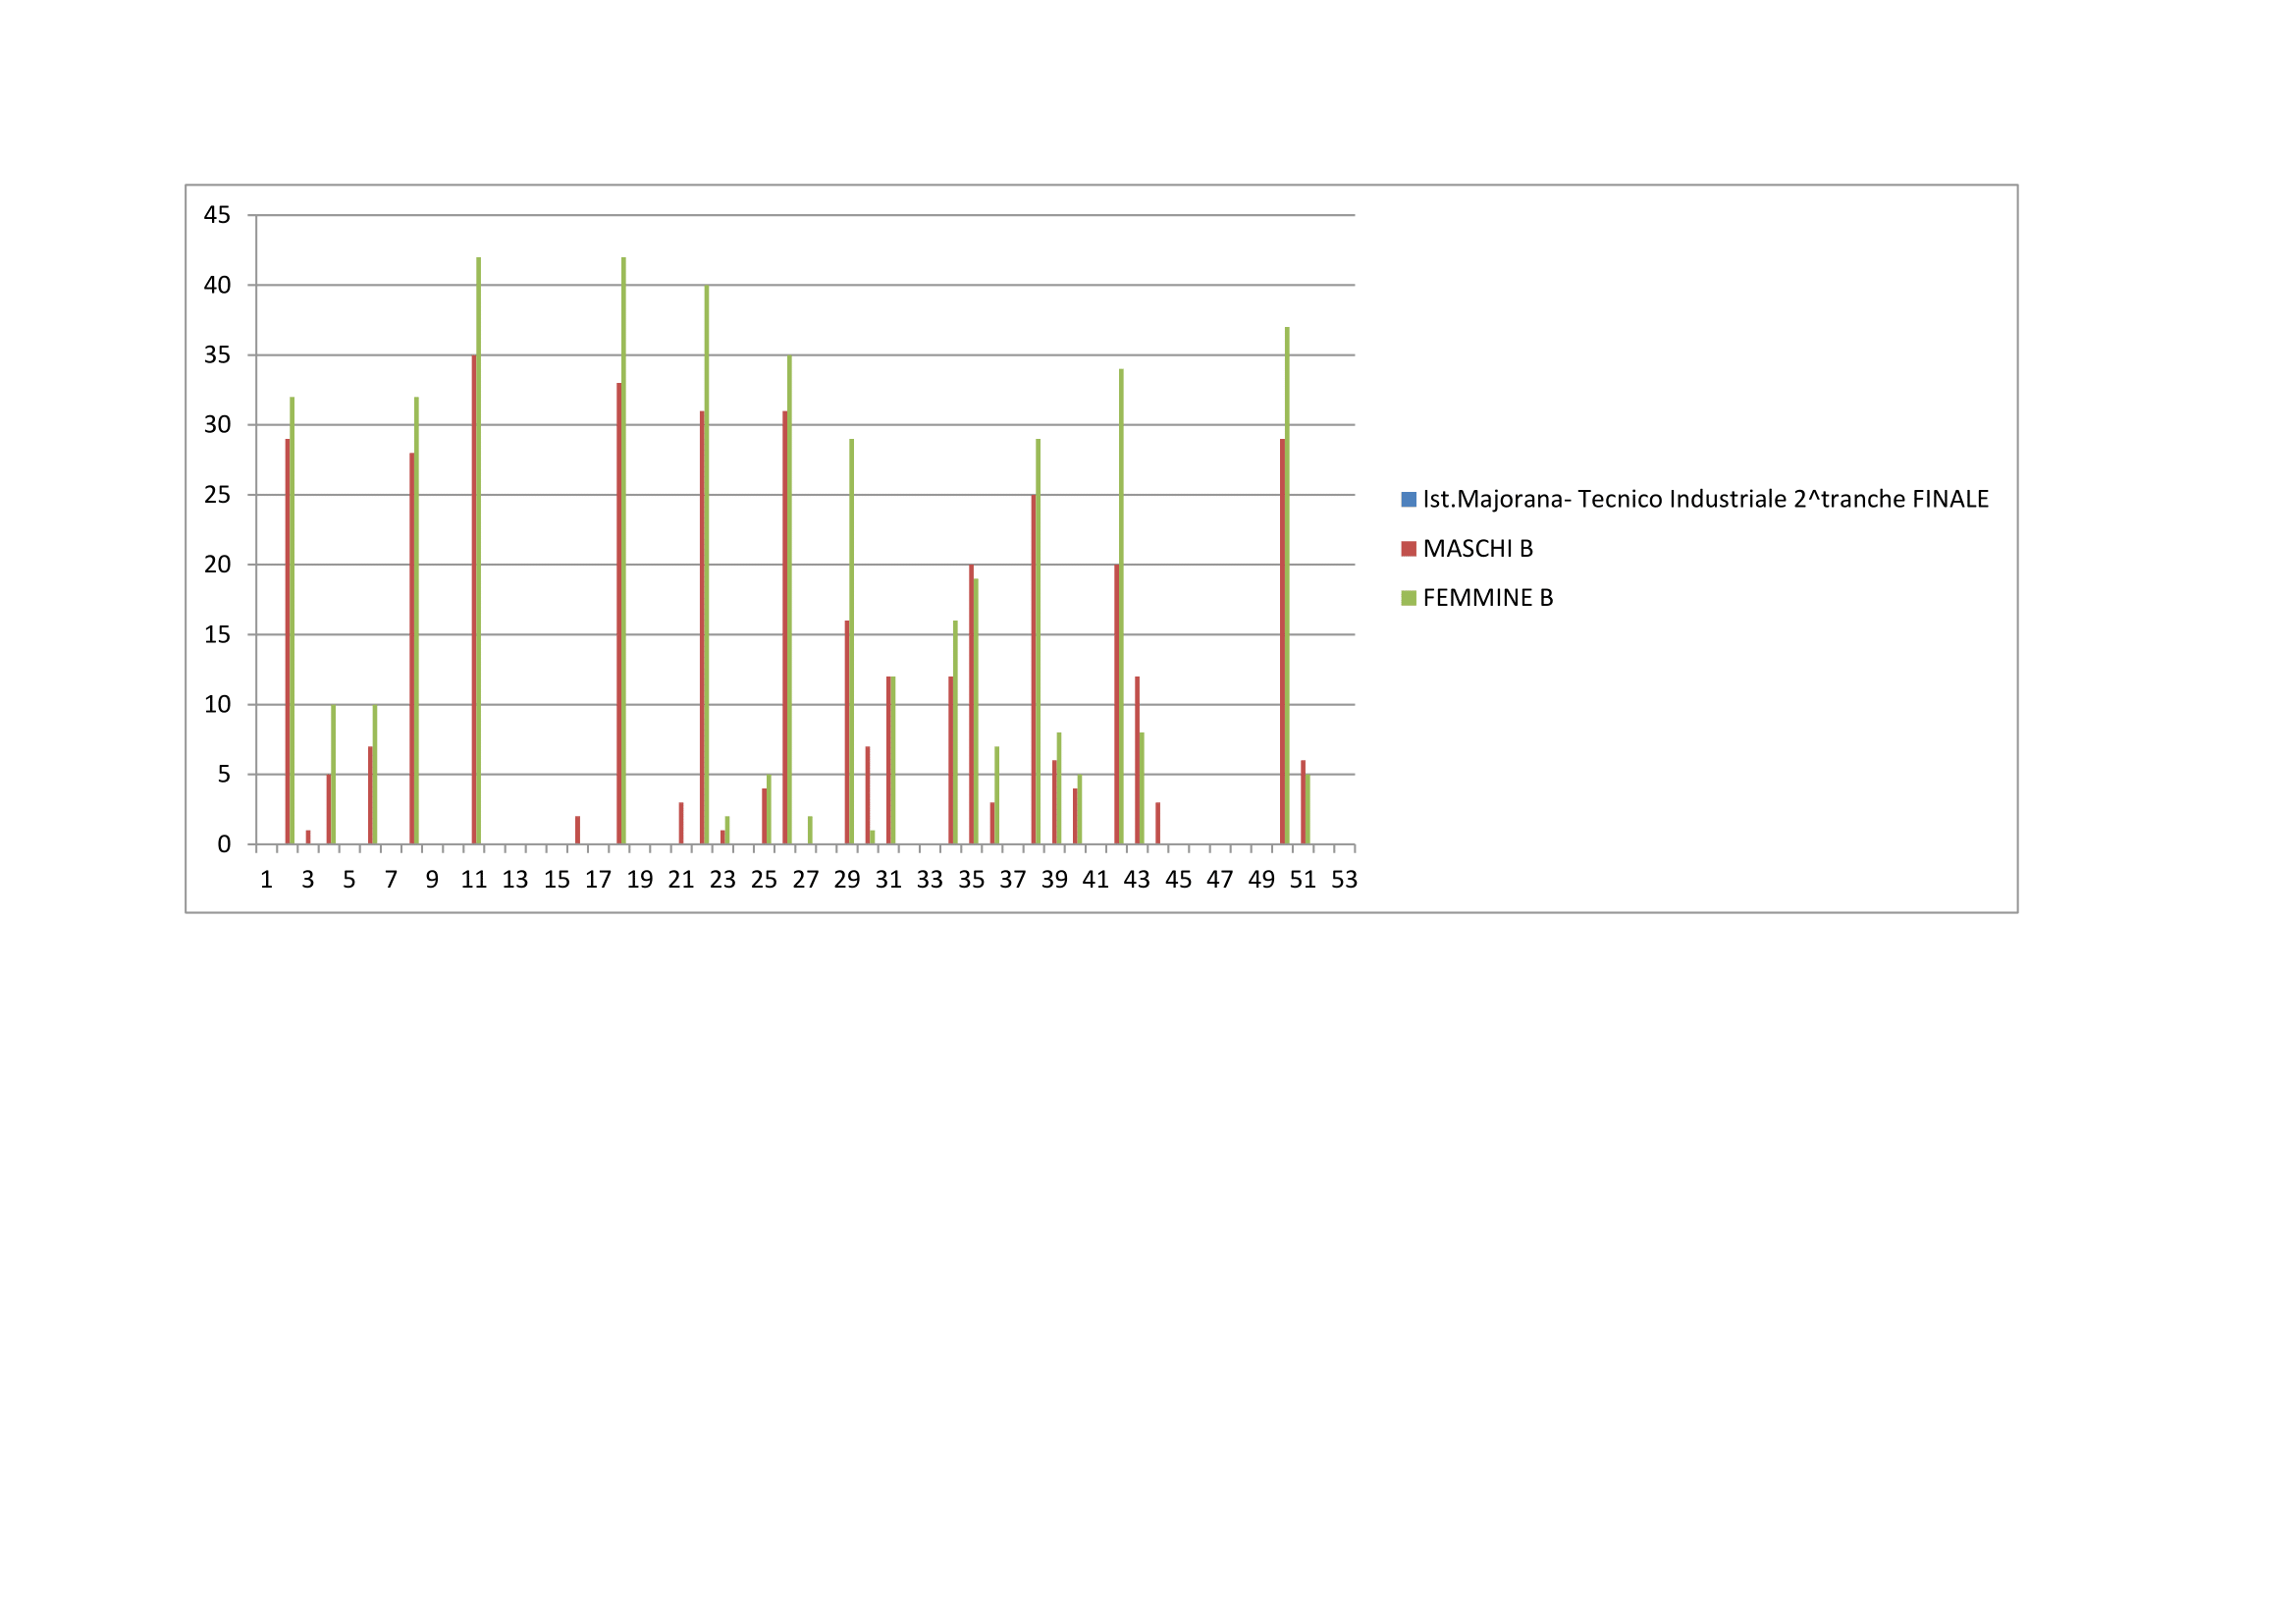 45
40
35
30
25
20
15
10
5
0
1 3 5 7 9 11 13 15 17 19 21 23 25 27 29 31 33 35 37 39 41 43 45 47 49 51 53
Ist.Majorana- Tecnico Industriale 2^tranche FINALE
MASCHI B
FEMMINE B